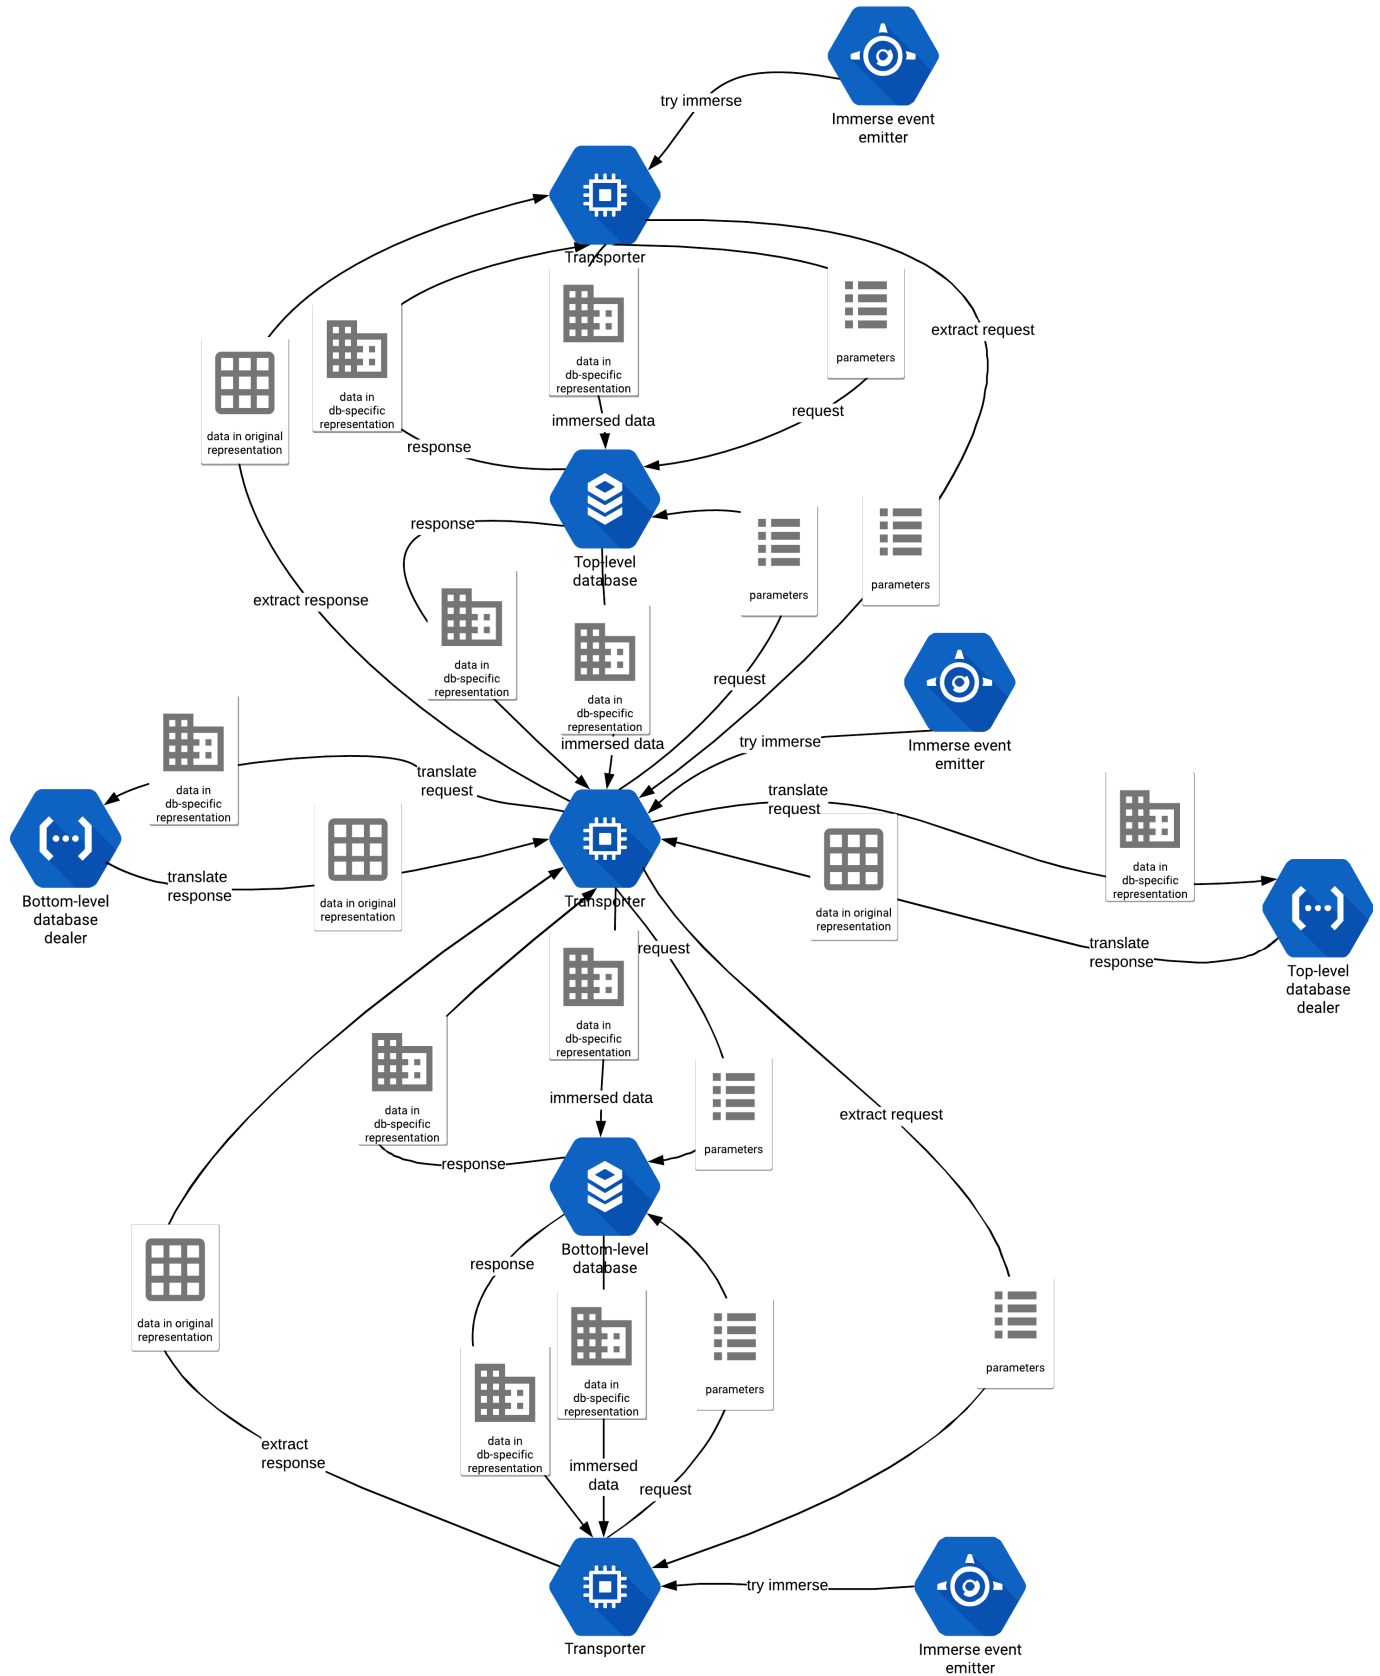 try immerse
Immerse event
emitter
Transporter
extract request
data in
db-specific
representation
parameters
data in
db-specific
representation
data in original
representation
immersed data
request
response
response
Top-level
database
parameters
parameters
extract response
data in
db-specific
representation
data in
db-specific
representation
request
immersed data
try immerse
Immerse event
emitter
translate
request
data in
db-specific
representation
translate
request
data in
db-specific
representation
translate
response
data in original
representation
Transporter
data in original
representation
Bottom-level
database
dealer
translate
response
Top-level
database
dealer
request
data in
db-specific
representation
data in
db-specific
representation
immersed data
parameters
extract request
response
Bottom-level
database
response
data in original
representation
data in
db-specific
representation
parameters
parameters
extract
response
data in
db-specific
representation
immersed
data
request
try immerse
Transporter
Immerse event
emitter